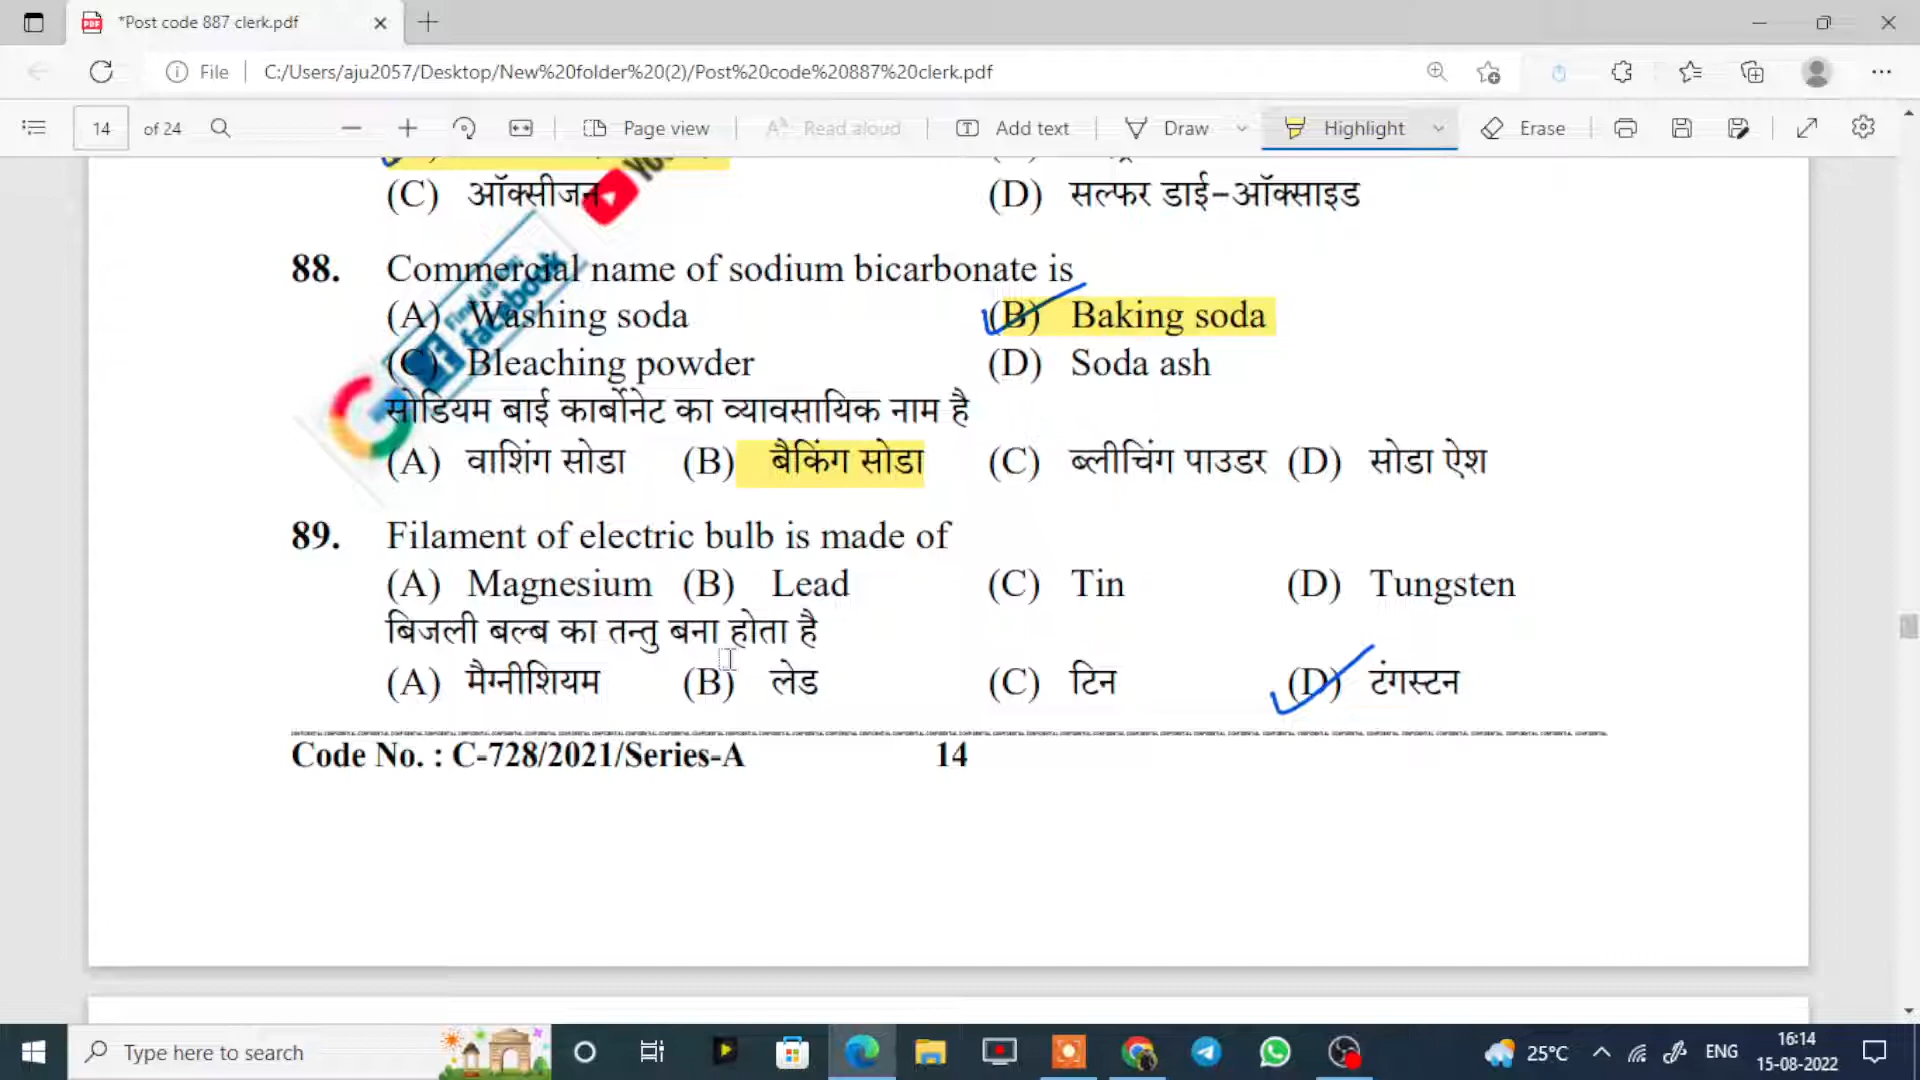 *Post code 887 clerk.pdf
File C:/Users/aju2057/Desktop/New%20folder%20(2)/Post%20code%20887%20clerk.pdf
14 of 24 Page view Read aloud Add text Draw Highlight Erase
(C) ऑक्सीजन (D) सल्फर डाई-ऑक्साइड
88. Commercial name of sodium bicarbonate is
(A) Washing soda (B) Baking soda
(C) Bleaching powder (D) Soda ash
Find us on facebook
सोडियम बाई कार्बोनेट का व्यावसायिक नाम है
(A) वाशिंग सोडा (B) बैकिंग सोडा (C) ब्लीचिंग पाउडर (D) सोडा ऐश
89. Filament of electric bulb is made of
(A) Magnesium (B) Lead (C) Tin (D) Tungsten
बिजली बल्ब का तन्तु बना होता है
(A) मैग्नीशियम (B) लेड (C) टिन (D) टंगस्टन
Code No. : C-728/2021/Series-A 14
Type here to search 25°C ENG 16:14
15-08-2022